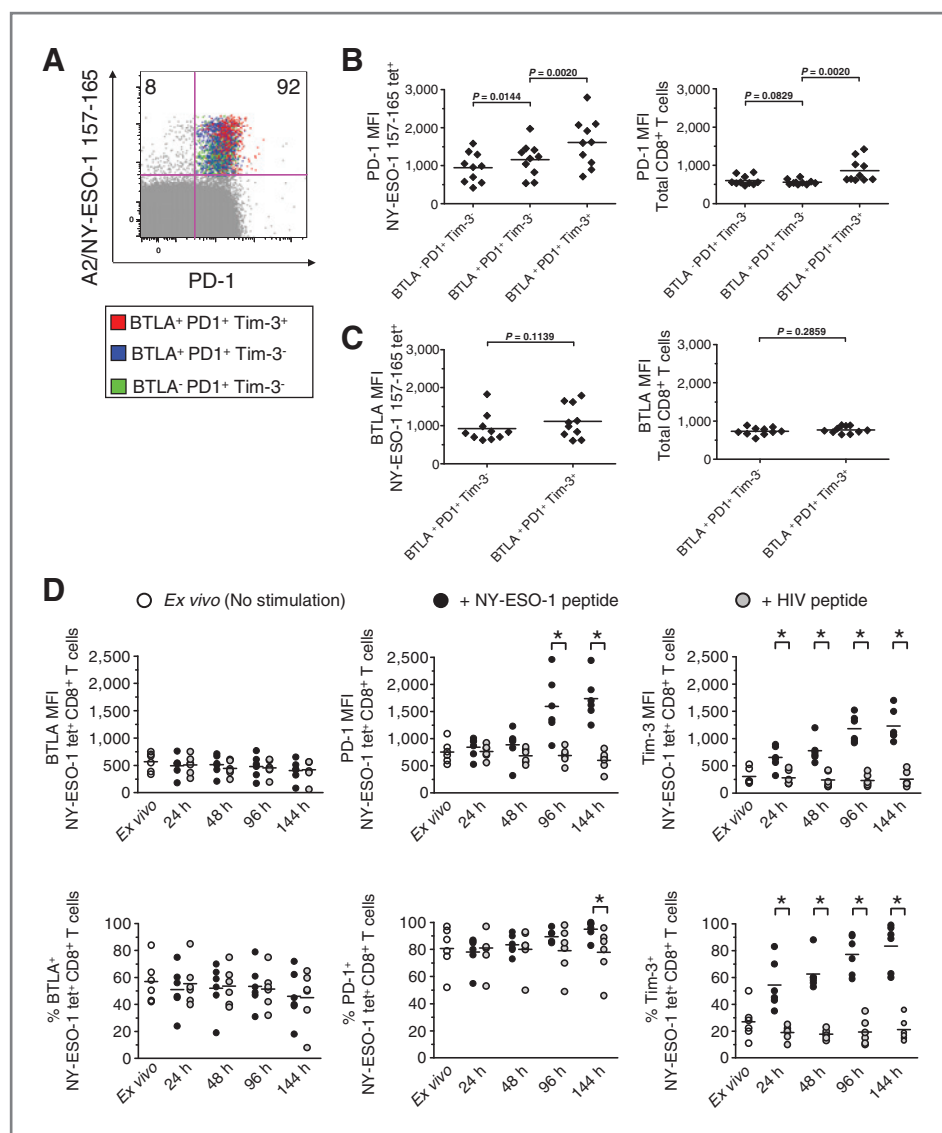 A
8 92
A2/NY-ESO-1 157-165
0
0
PD-1
BTLA⁺ PD1⁺ Tim-3⁺
BTLA⁺ PD1⁺ Tim-3⁻
BTLA⁻ PD1⁺ Tim-3⁻
B
PD-1 MFI
NY-ESO-1 157-165 tet⁺
3,000
2,000
1,000
0
P = 0.0144
P = 0.0020
BTLA⁻PD1⁺ Tim-3⁻
BTLA⁺PD1⁺ Tim-3⁻
BTLA⁺PD1⁺ Tim-3⁺
PD-1 MFI
Total CD8⁺ T cells
3,000
2,000
1,000
0
P = 0.0829
P = 0.0020
BTLA⁻PD1⁺ Tim-3⁻
BTLA⁺PD1⁺ Tim-3⁻
BTLA⁺PD1⁺ Tim-3⁺
C
BTLA MFI
NY-ESO-1 157-165 tet⁺
3,000
2,000
1,000
0
P = 0.1139
BTLA⁺PD1⁺ Tim-3⁻
BTLA⁺PD1⁺ Tim-3⁺
BTLA MFI
Total CD8⁺ T cells
3,000
2,000
1,000
0
P = 0.2859
BTLA⁺PD1⁺ Tim-3⁻
BTLA⁺PD1⁺ Tim-3⁺
D
Ex vivo (No stimulation)
+ NY-ESO-1 peptide
+ HIV peptide
BTLA MFI
NY-ESO-1 tet⁺ CD8⁺ T cells
2,500
2,000
1,500
1,000
500
0
Ex vivo 24 h 48 h 96 h 144 h
PD-1 MFI
NY-ESO-1 tet⁺ CD8⁺ T cells
2,500
2,000
1,500
1,000
500
0
* *
Ex vivo 24 h 48 h 96 h 144 h
Tim-3 MFI
NY-ESO-1 tet⁺ CD8⁺ T cells
2,500
2,000
1,500
1,000
500
0
* * * *
Ex vivo 24 h 48 h 96 h 144 h
% BTLA⁺
NY-ESO-1 tet⁺ CD8⁺ T cells
100
80
60
40
20
0
Ex vivo 24 h 48 h 96 h 144 h
% PD-1⁺
NY-ESO-1 tet⁺ CD8⁺ T cells
100
80
60
40
20
0
*
Ex vivo 24 h 48 h 96 h 144 h
% Tim-3⁺
NY-ESO-1 tet⁺ CD8⁺ T cells
100
80
60
40
20
0
* * * *
Ex vivo 24 h 48 h 96 h 144 h